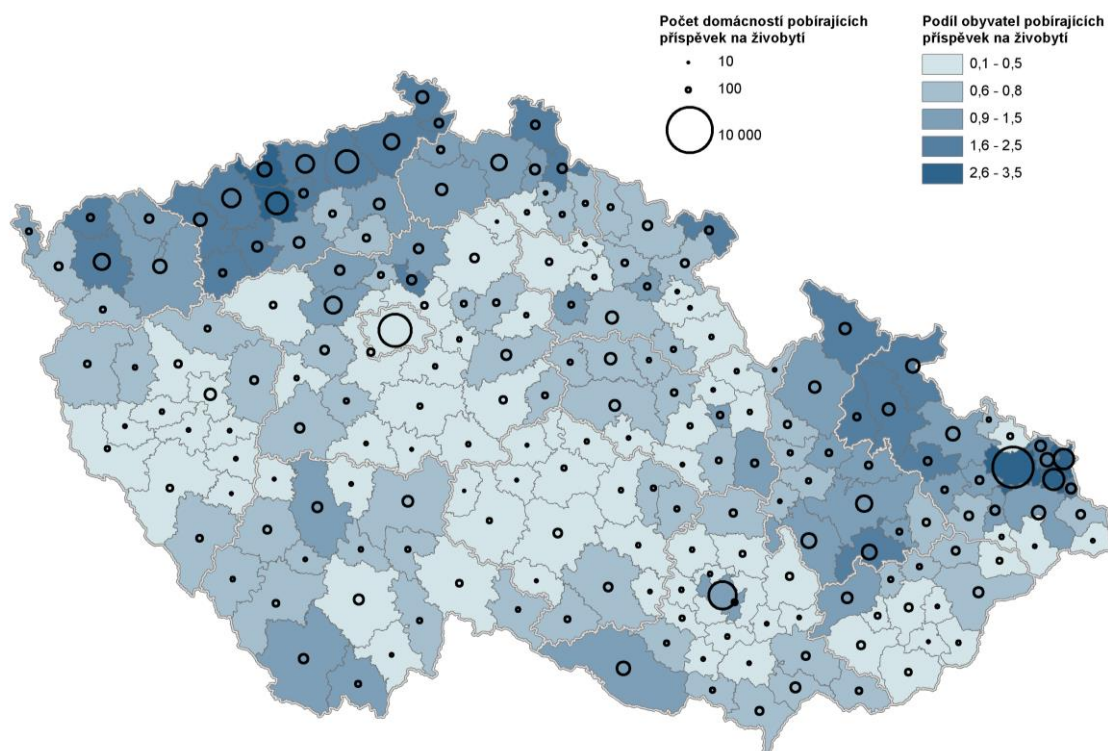 Počet domácností pobírajících
příspěvek na živobytí
10
100
10 000
Podíl obyvatel pobírajících
příspěvek na živobytí
0,1 - 0,5
0,6 - 0,8
0,9 - 1,5
1,6 - 2,5
2,6 - 3,5